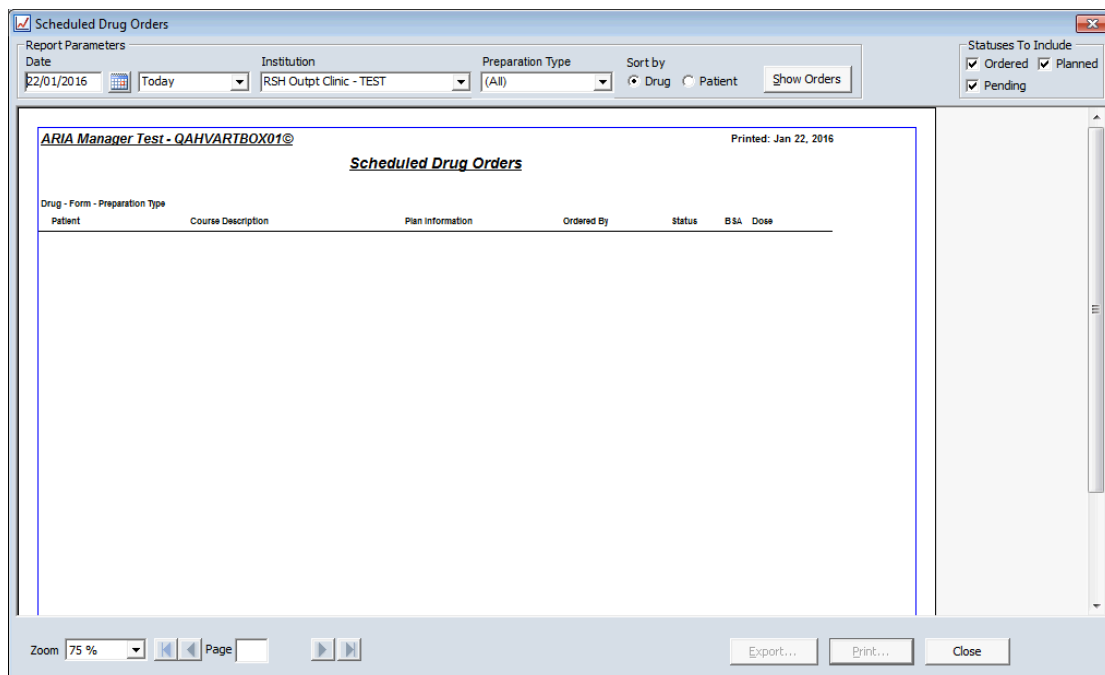 Scheduled Drug Orders
Report Parameters
Statuses To Include
Date Institution Preparation Type Sort by
Ordered Planned
22/01/2016 Today RSH Outpt Clinic - TEST (All) Drug Patient Show Orders
Pending
ARIA Manager Test - QAHVARTBOX01© Printed: Jan 22, 2016
Scheduled Drug Orders
Drug - Form - Preparation Type
Patient Course Description Plan Information Ordered By Status BSA Dose
Zoom 75 % Page Export... Print... Close